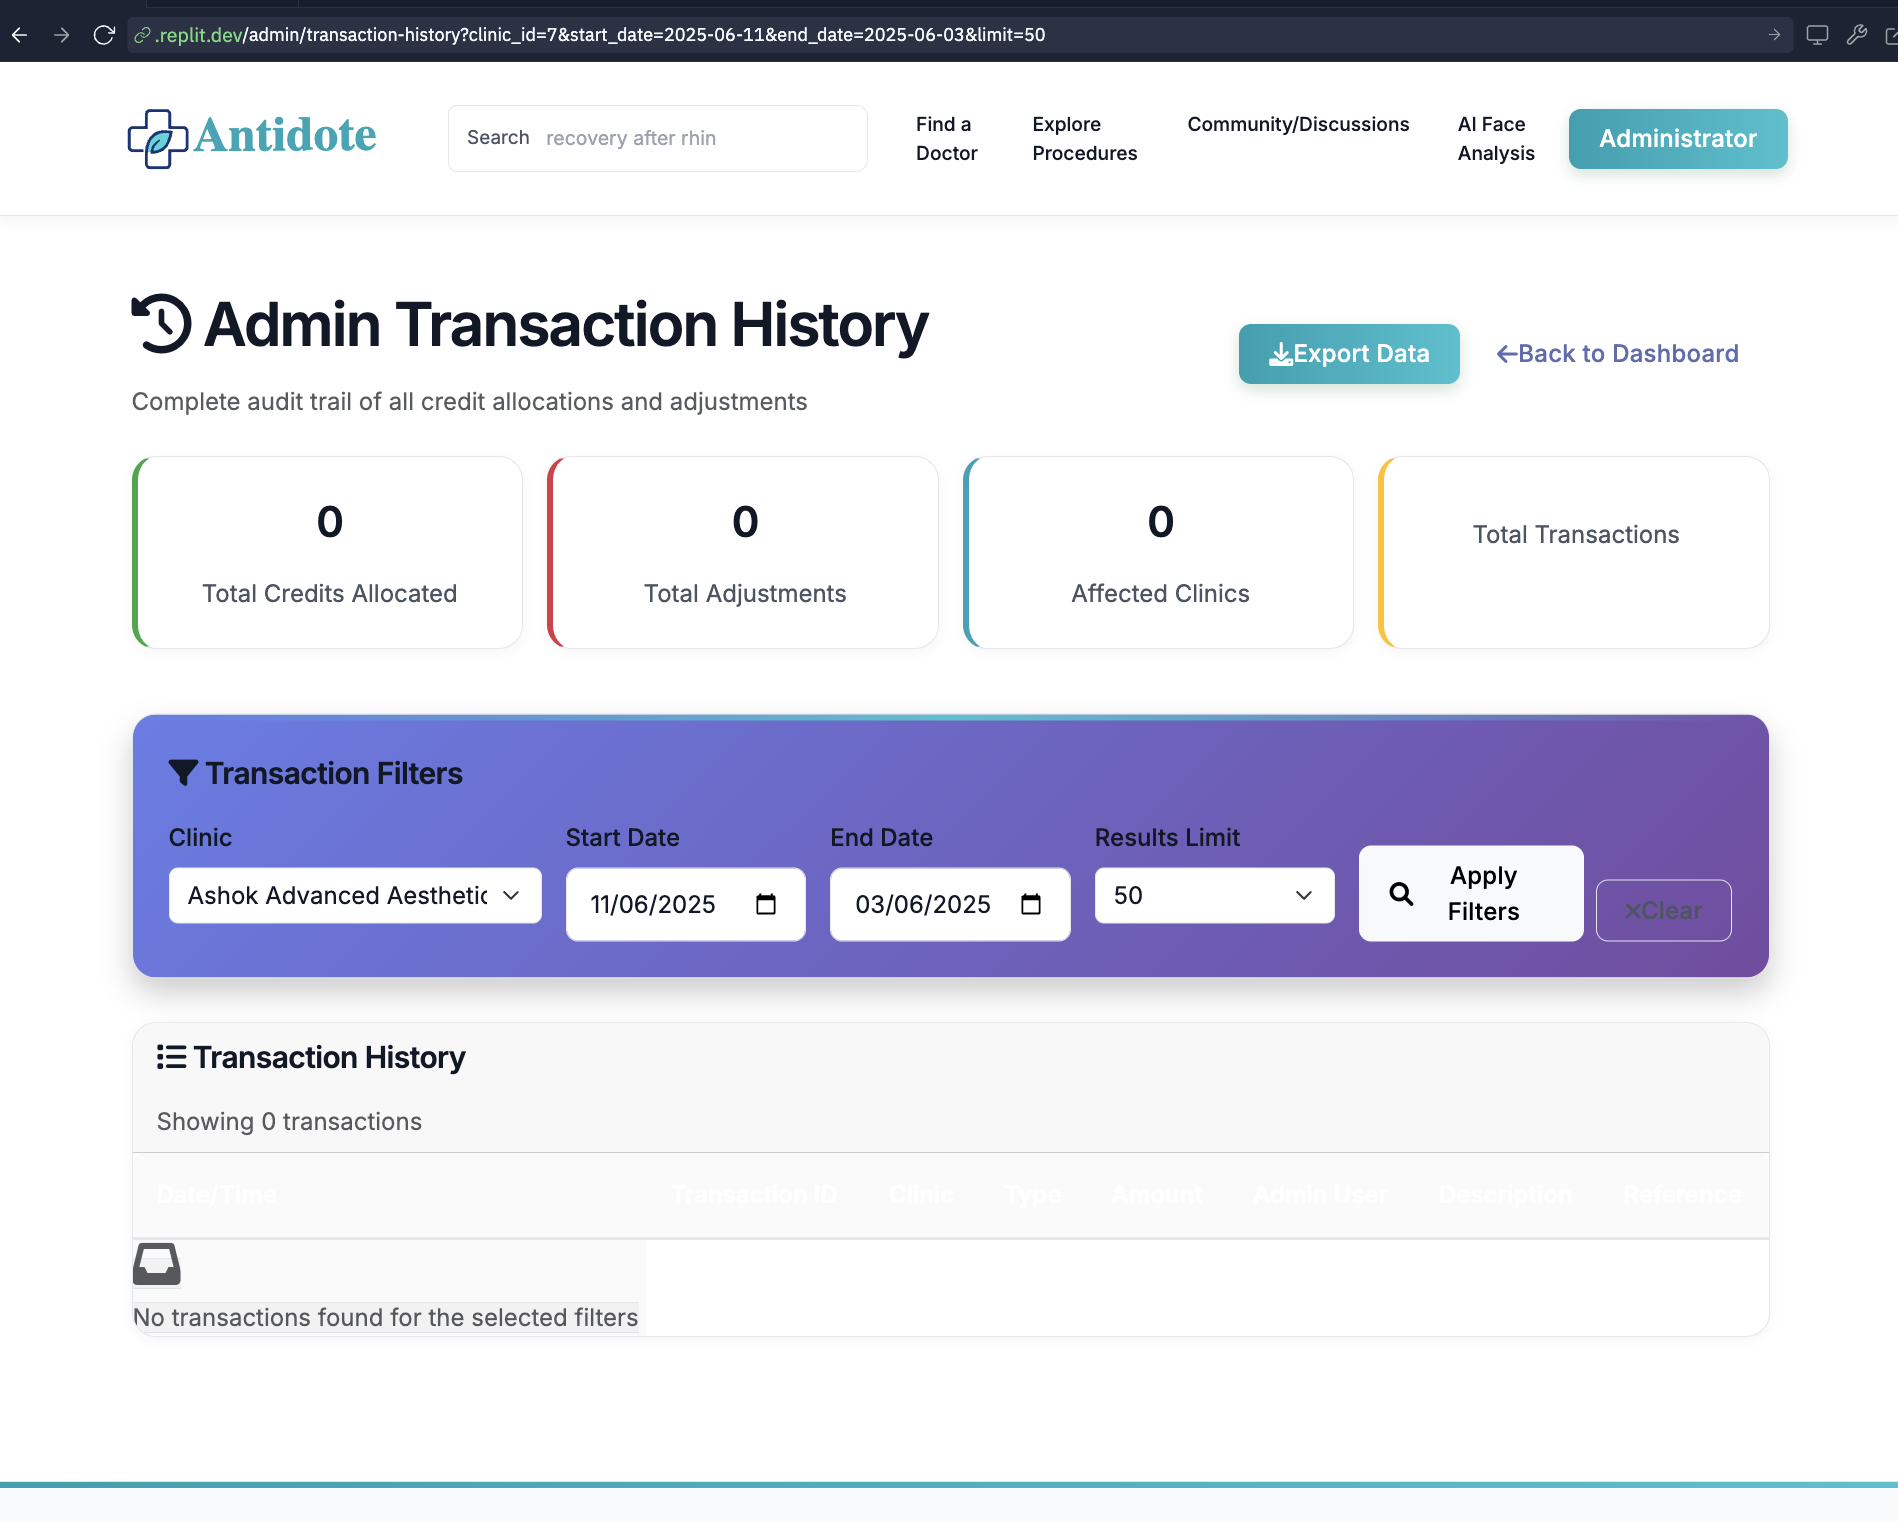 .replit.dev/admin/transaction-history?clinic_id=7&start_date=2025-06-11&end_date=2025-06-03&limit=50
Antidote
Search recovery after rhin
Find a
Doctor
Explore
Procedures
Community/Discussions
AI Face
Analysis
Administrator
Admin Transaction History
Complete audit trail of all credit allocations and adjustments
Export Data
Back to Dashboard
0
Total Credits Allocated
0
Total Adjustments
0
Affected Clinics
Total Transactions
Transaction Filters
Clinic
Start Date
End Date
Results Limit
Ashok Advanced Aesthetic
11/06/2025
03/06/2025
50
Apply
Filters
Clear
Transaction History
Showing 0 transactions
Date/Time Transaction ID Clinic Type Amount Admin User Description Reference
No transactions found for the selected filters